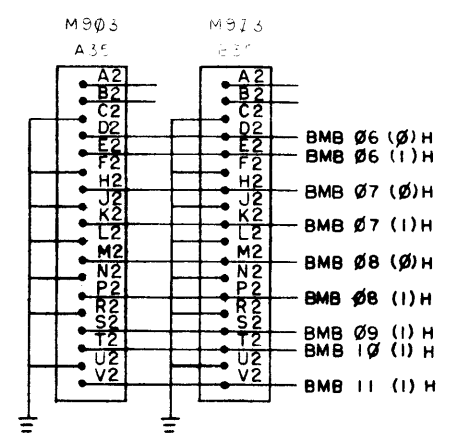 M 9Ø3 M9
A35
A2 A2
B2 B2
C2 C2
D2 D2
E2 E2 BMB Ø6 (Ø) H
F2 F2 BMB Ø6 (1) H
H2 H2 BMB Ø7 (Ø) H
J2 J2
K2 K2 BMB Ø7 (1) H
L2 L2
M2 M2 BMB Ø8 (Ø) H
N2 N2
P2 P2 BMB Ø8 (1) H
R2 R2
S2 S2 BMB Ø9 (1) H
T2 T2 BMB 1Ø (1) H
U2 U2
V2 V2 BMB 11 (1) H